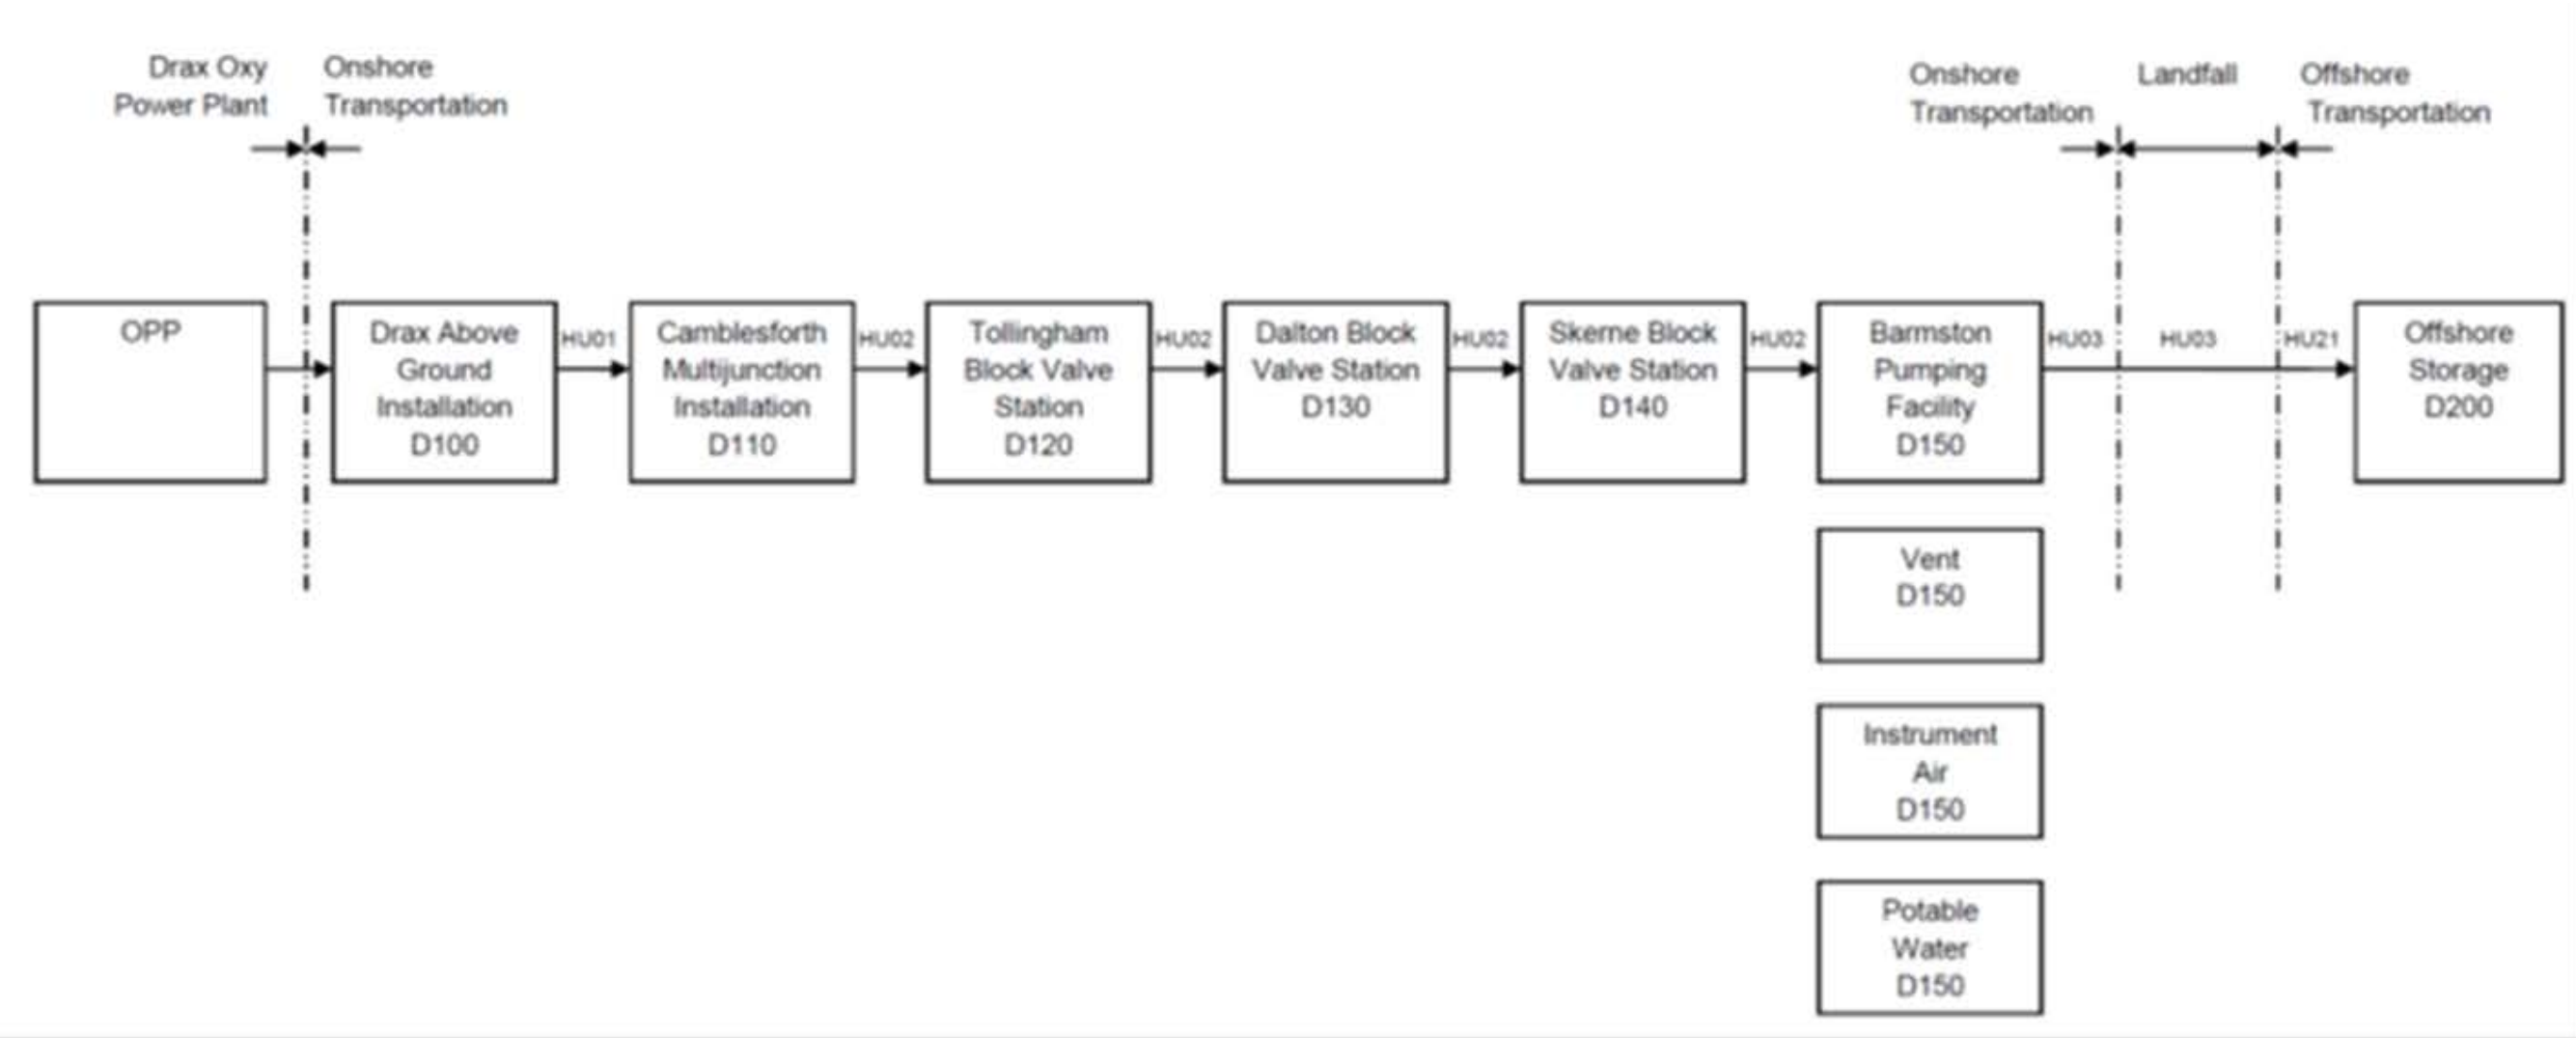 Drax Oxy
Power Plant
Onshore
Transportation
Onshore
Transportation
Landfall
Offshore
Transportation
OPP
Drax Above
Ground
Installation
D100
HU01
Camblesforth
Multijunction
Installation
D110
HU02
Tollingham
Block Valve
Station
D120
HU02
Dalton Block
Valve Station
D130
HU02
Skerne Block
Valve Station
D140
HU02
Barmston
Pumping
Facility
D150
HU03
HU03
HU21
Offshore
Storage
D200
Vent
D150
Instrument
Air
D150
Potable
Water
D150